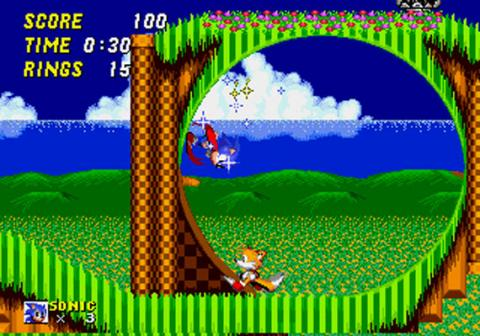 SCORE 100
TIME 0:30
RINGS 15
SONIC
× 3